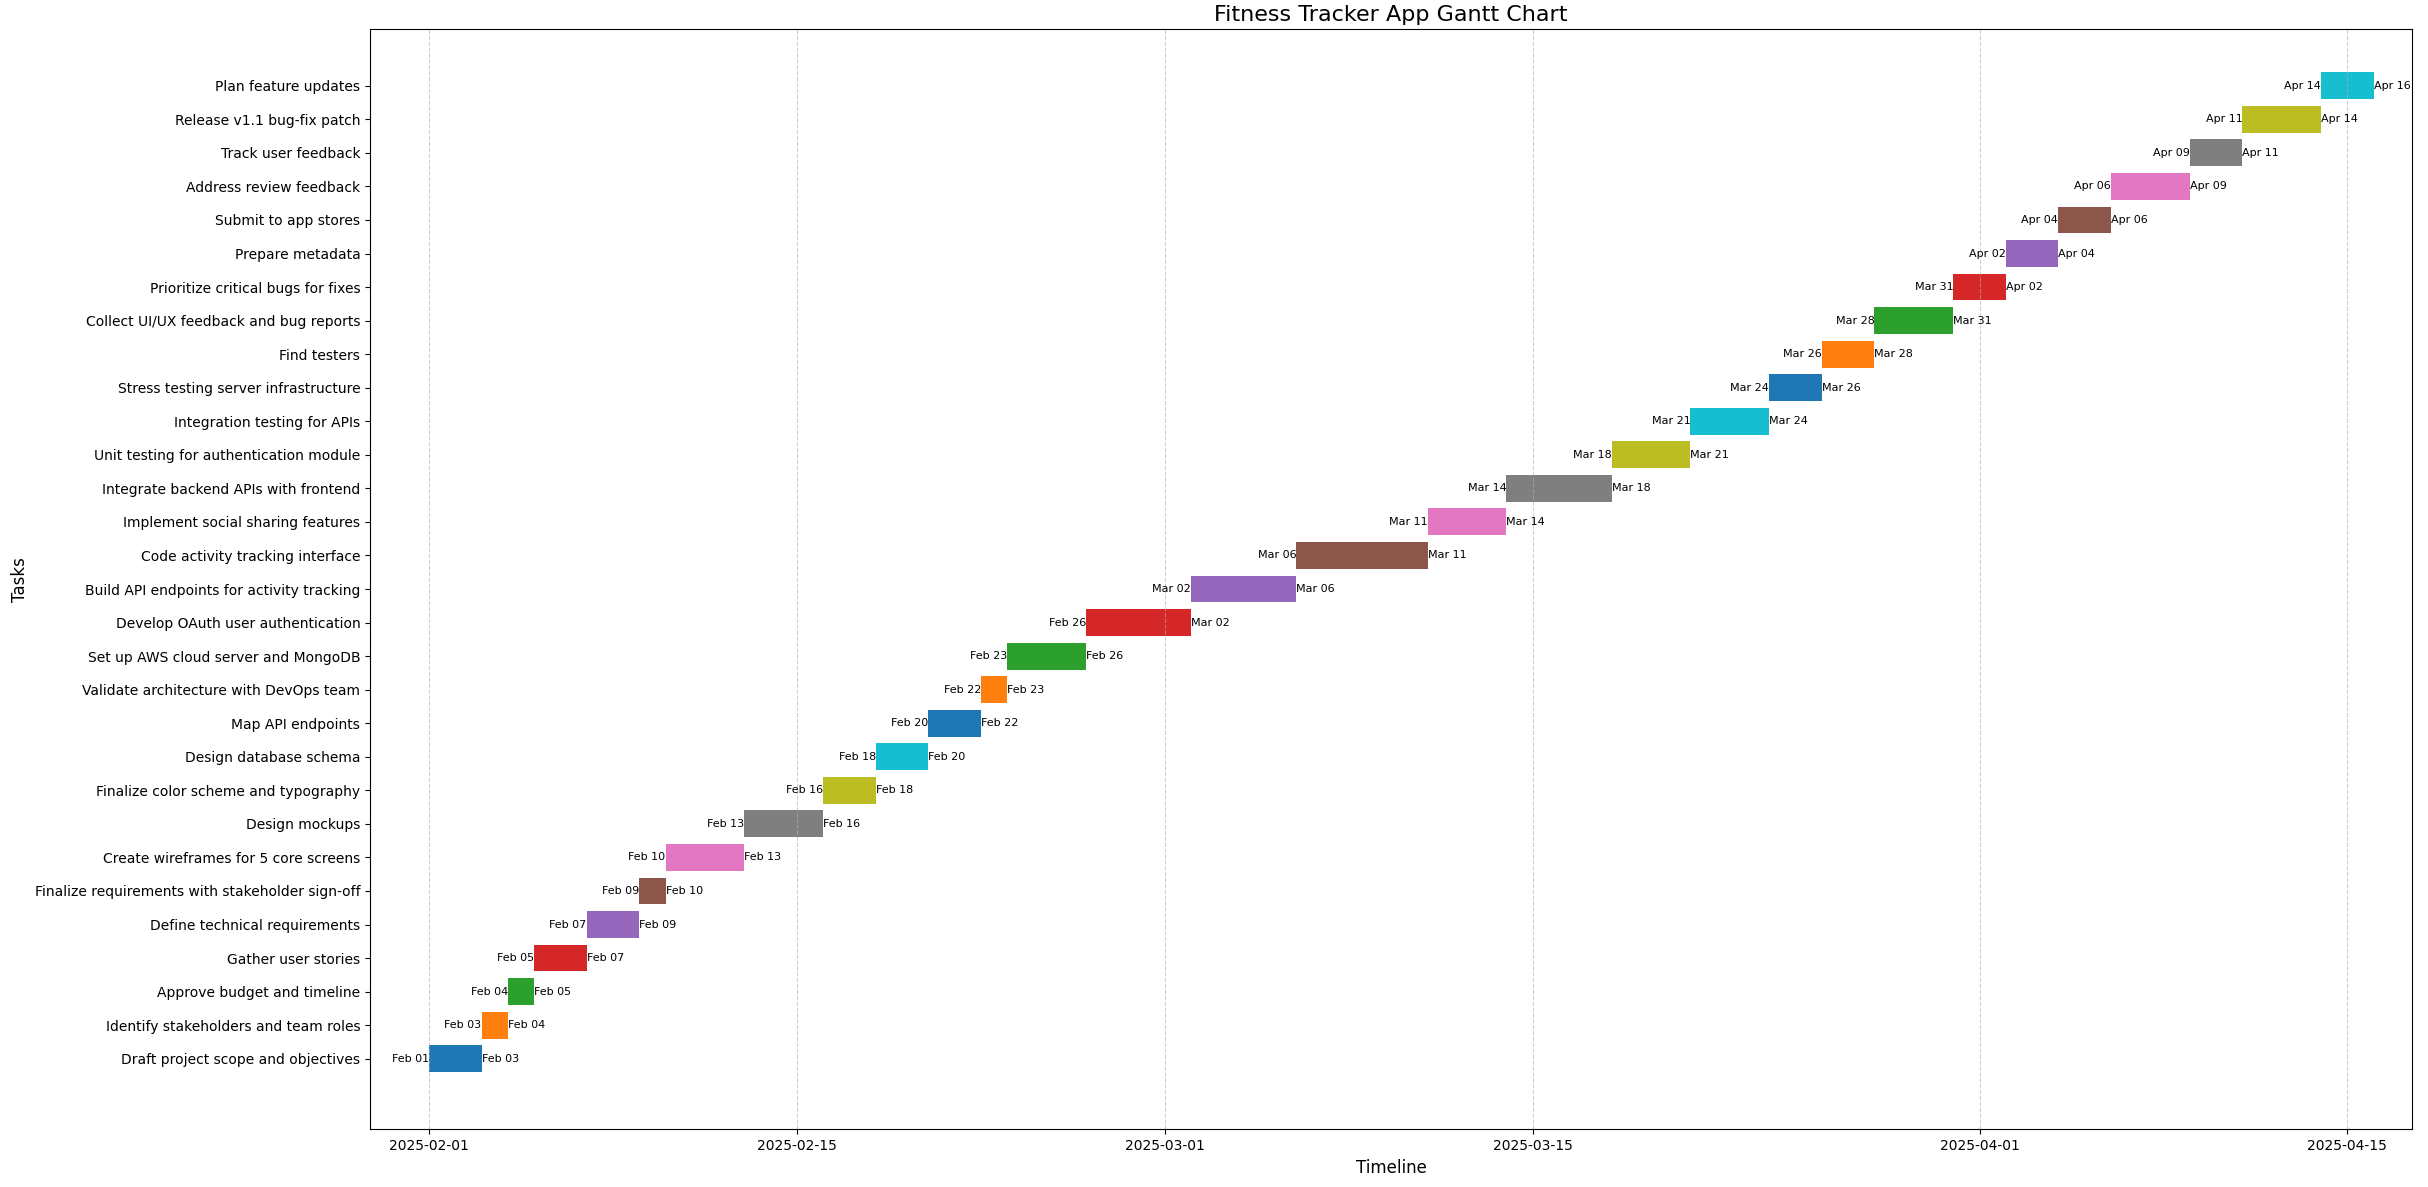 Fitness Tracker App Gantt Chart
Plan feature updates Apr 14 Apr 16
Release v1.1 bug-fix patch Apr 11 Apr 14
Track user feedback Apr 09 Apr 11
Address review feedback Apr 06 Apr 09
Submit to app stores Apr 04 Apr 06
Prepare metadata Apr 02 Apr 04
Prioritize critical bugs for fixes Mar 31 Apr 02
Collect UI/UX feedback and bug reports Mar 28 Mar 31
Find testers Mar 26 Mar 28
Stress testing server infrastructure Mar 24 Mar 26
Integration testing for APIs Mar 21 Mar 24
Unit testing for authentication module Mar 18 Mar 21
Integrate backend APIs with frontend Mar 14 Mar 18
Implement social sharing features Mar 11 Mar 14
Code activity tracking interface Mar 06 Mar 11
Build API endpoints for activity tracking Mar 02 Mar 06
Develop OAuth user authentication Feb 26 Mar 02
Set up AWS cloud server and MongoDB Feb 23 Feb 26
Validate architecture with DevOps team Feb 22 Feb 23
Map API endpoints Feb 20 Feb 22
Design database schema Feb 18 Feb 20
Finalize color scheme and typography Feb 16 Feb 18
Design mockups Feb 13 Feb 16
Create wireframes for 5 core screens Feb 10 Feb 13
Finalize requirements with stakeholder sign-off Feb 09 Feb 10
Define technical requirements Feb 07 Feb 09
Gather user stories Feb 05 Feb 07
Approve budget and timeline Feb 04 Feb 05
Identify stakeholders and team roles Feb 03 Feb 04
Draft project scope and objectives Feb 01 Feb 03
Tasks
2025-02-01 2025-02-15 2025-03-01 2025-03-15 2025-04-01 2025-04-15
Timeline